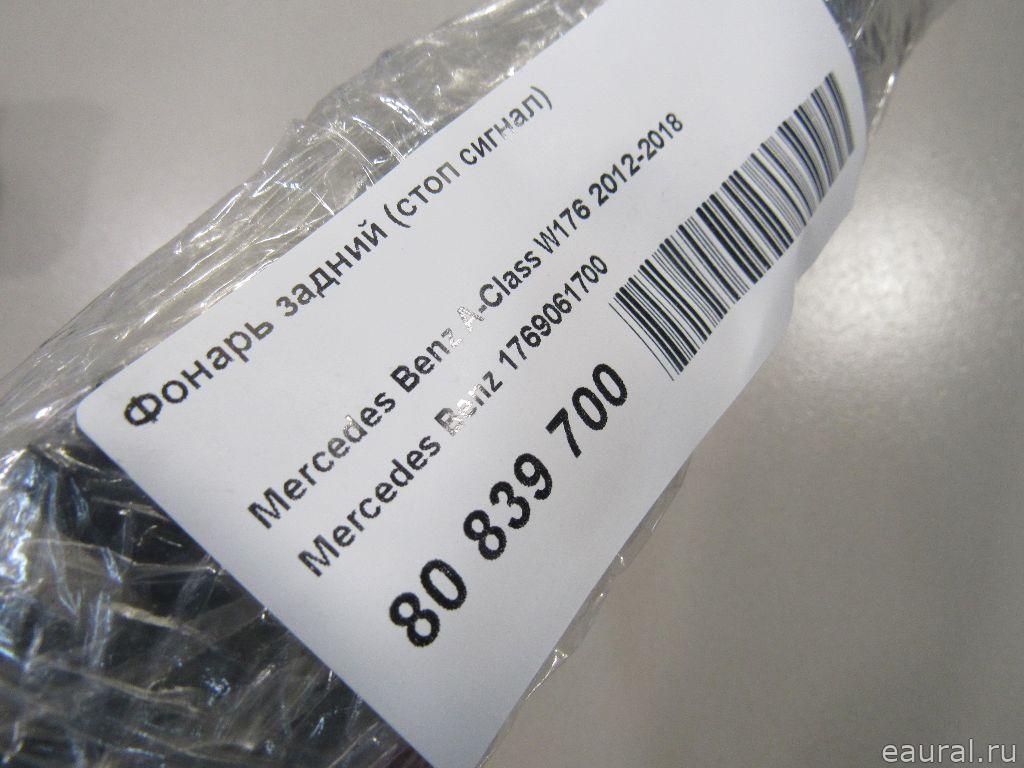 Фонарь задний (стоп сигнал)
Mercedes Benz A-Class W176 2012-2018
Mercedes Benz 1769061700
80 839 700
eaural.ru